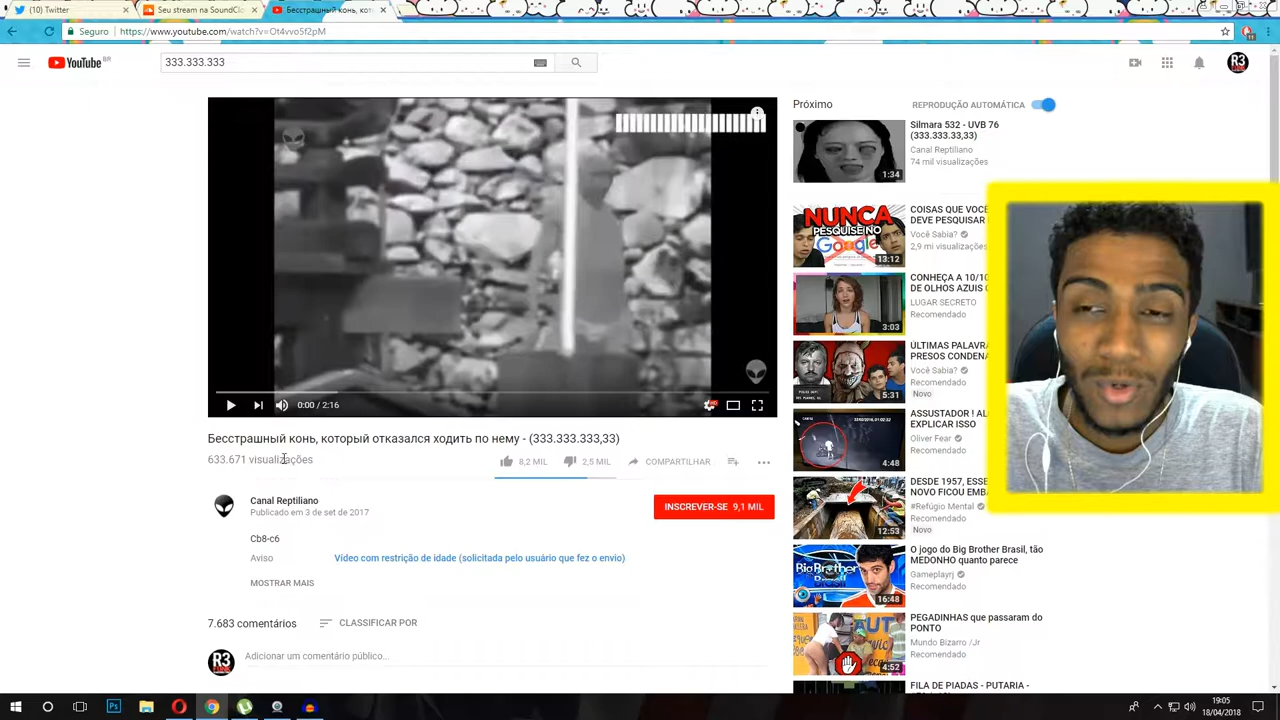 (10) Twitter
Seu stream na SoundClo
Бесстрашный конь, кот
Seguro
https://www.youtube.com/watch?v=Ot4vvo5f2pM
YouTube BR
333.333.333
R3
0:00 / 2:16
HD
Бесстрашный конь, который отказался ходить по нему - (333.333.333,33)
633.671 visualizações
8,2 MIL
2,5 MIL
COMPARTILHAR
Canal Reptiliano
Publicado em 3 de set de 2017
INSCREVER-SE 9,1 MIL
Cb8-c6
Aviso
Vídeo com restrição de idade (solicitada pelo usuário que fez o envio)
MOSTRAR MAIS
7.683 comentários
CLASSIFICAR POR
R3
Adicionar um comentário público...
Próximo
REPRODUÇÃO AUTOMÁTICA
1:34
Silmara 532 - UVB 76
(333.333.33,33)
Canal Reptiliano
74 mil visualizações
NUNCA
PESQUISE NO
Google
13:12
COISAS QUE VOCÊ
DEVE PESQUISAR
Você Sabia?
2,9 mi visualizações
3:03
CONHEÇA A 10/10
DE OLHOS AZUIS
LUGAR SECRETO
Recomendado
5:31
ÚLTIMAS PALAVRA
PRESOS CONDENA
Você Sabia?
Recomendado
Novo
4:48
ASSUSTADOR !
EXPLICAR ISSO
Oliver Fear
Recomendado
12:53
DESDE 1957, ESSE
NOVO FICOU EMB
#Refúgio Mental
Recomendado
Novo
Big Brother
Brasil
16:48
O jogo do Big Brother Brasil, tão
MEDONHO quanto parece
Gameplayrj
Recomendado
4:52
PEGADINHAS que passaram do
PONTO
Mundo Bizarro /Jr
Recomendado
FILA DE PIADAS - PUTARIA -
Ps
19:05
18/04/2018